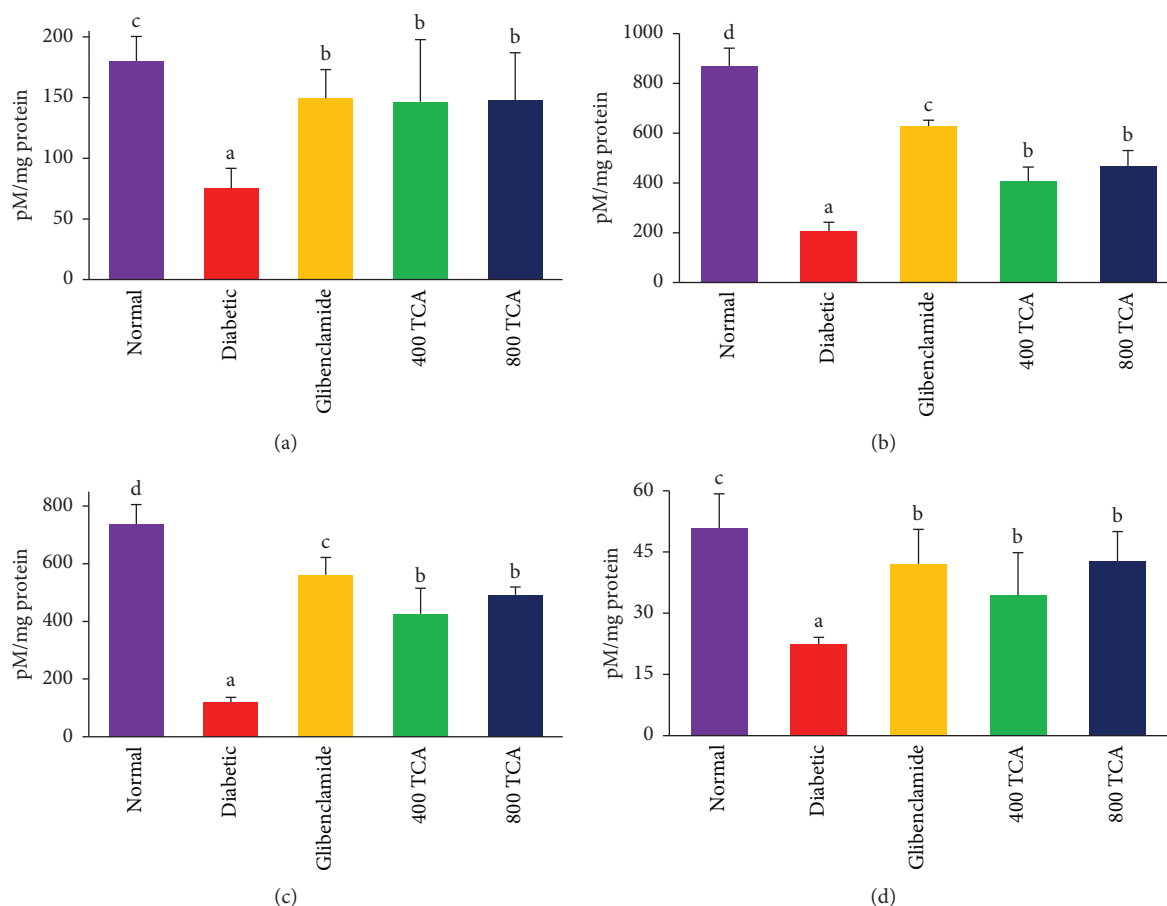 pM/mg protein
200
150
100
50
0
c
a
b
b
b
Normal
Diabetic
Glibenclamide
400 TCA
800 TCA
(a)
pM/mg protein
1000
800
600
400
200
0
d
a
c
b
b
Normal
Diabetic
Glibenclamide
400 TCA
800 TCA
(b)
pM/mg protein
800
600
400
200
0
d
a
c
b
b
Normal
Diabetic
Glibenclamide
400 TCA
800 TCA
(c)
pM/mg protein
60
45
30
15
0
c
a
b
b
b
Normal
Diabetic
Glibenclamide
400 TCA
800 TCA
(d)